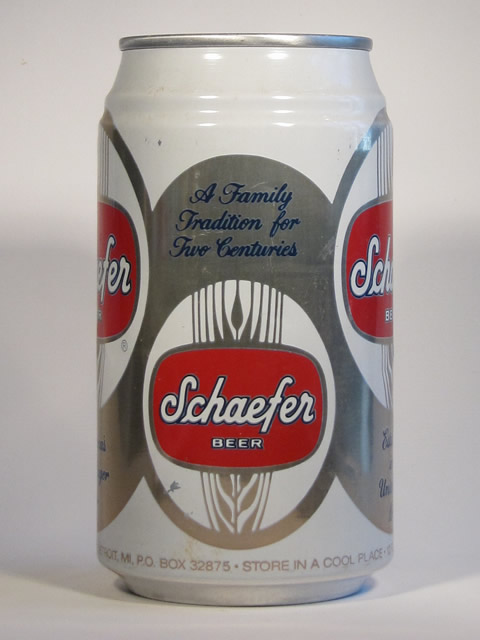 A Family
Tradition for
Two Centuries
Schaefer
BEER
MI, P.O. BOX 32875 • STORE IN A COOL PLACE •